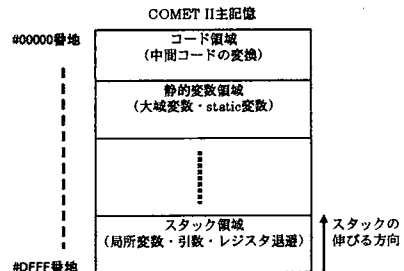 COMET II主記憶
#00000番地
コード領域
(中間コードの変換)
静的変数領域
(大域変数・static変数)
スタック領域
(局所変数・引数・レジスタ退避)
スタックの
伸びる方向
#DFFF番地